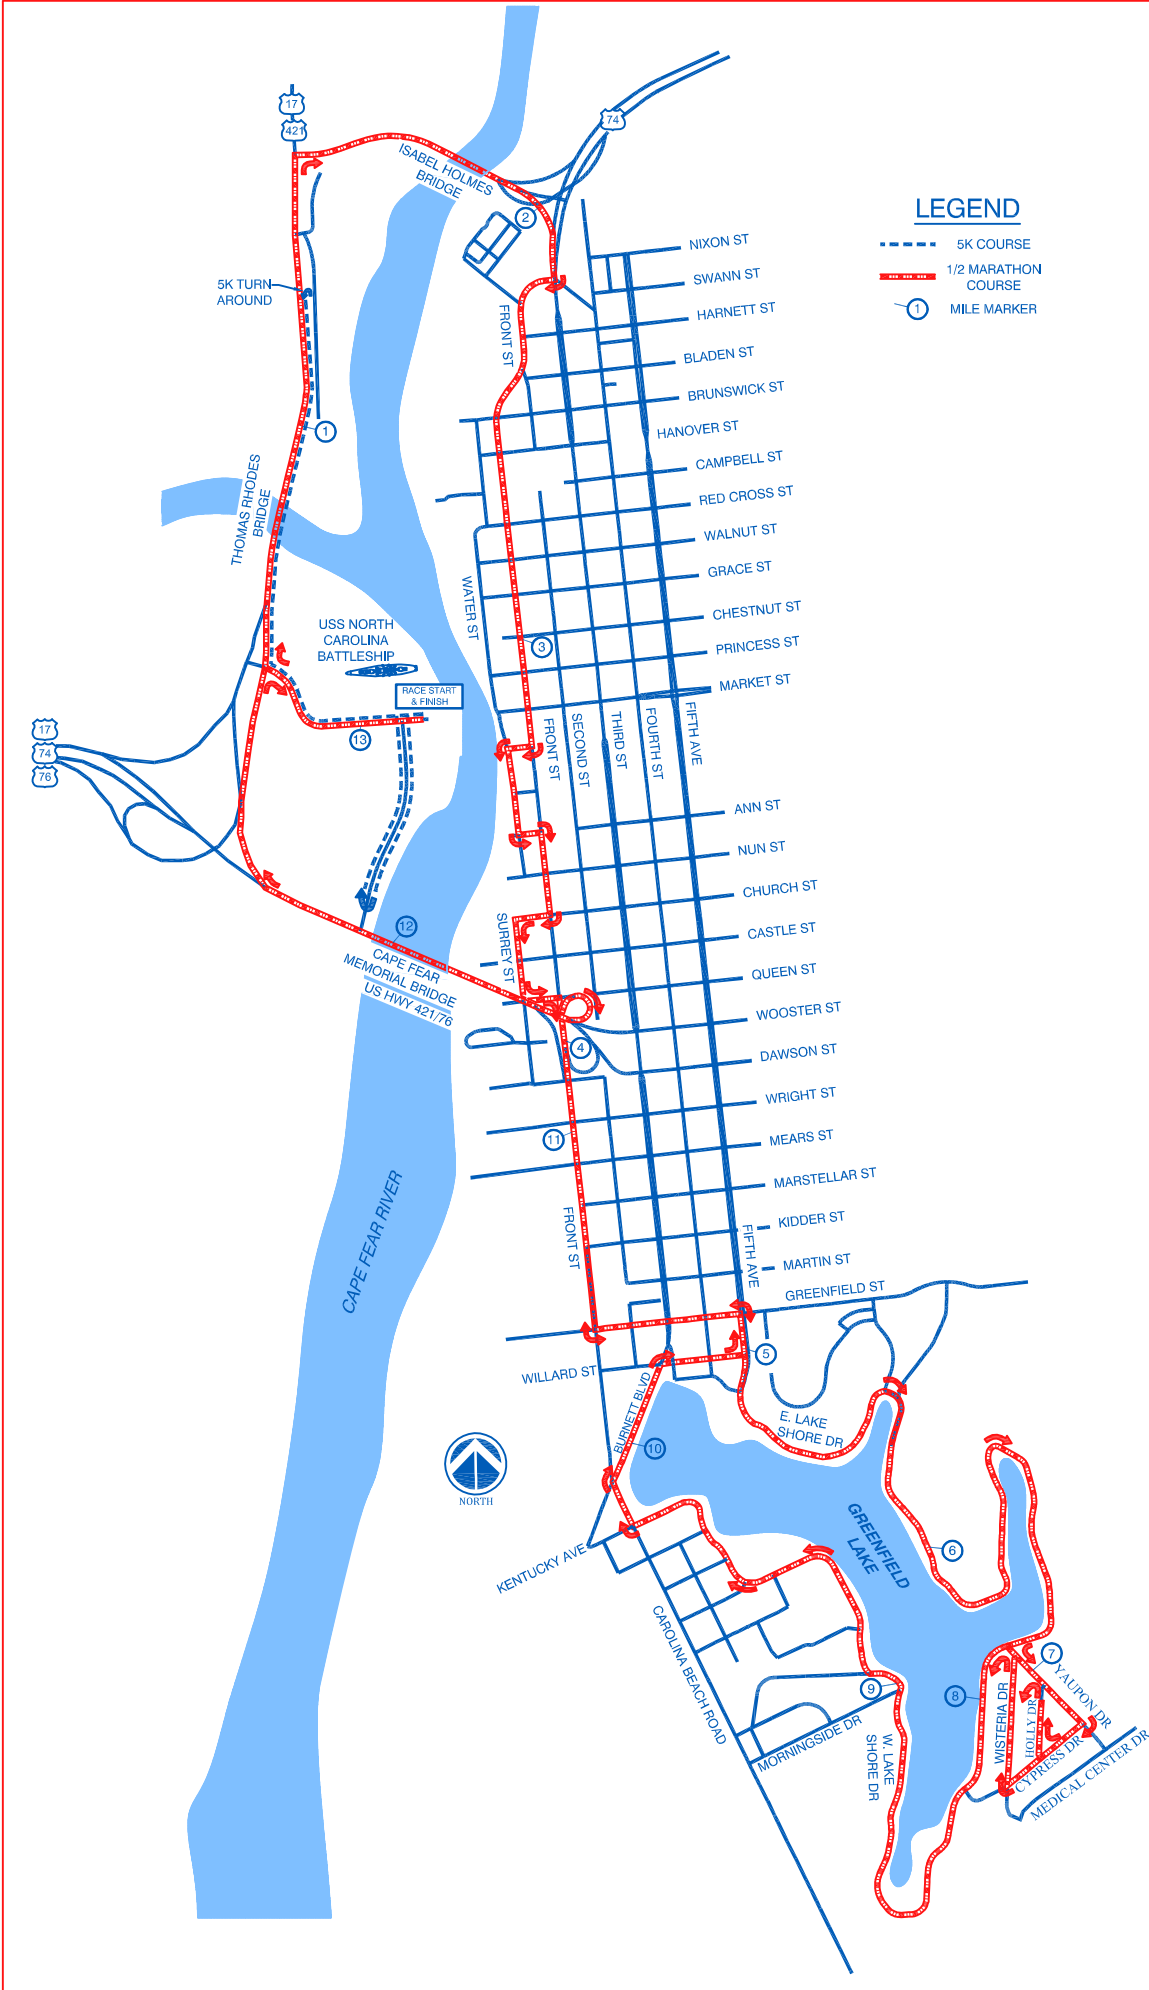 17
421
74
ISABEL HOLMES
BRIDGE
2
LEGEND
5K COURSE
1/2 MARATHON
COURSE
1
MILE MARKER
NIXON ST
SWANN ST
HARNETT ST
BLADEN ST
BRUNSWICK ST
HANOVER ST
CAMPBELL ST
RED CROSS ST
WALNUT ST
GRACE ST
CHESTNUT ST
PRINCESS ST
MARKET ST
5K TURN
AROUND
FRONT ST
1
THOMAS RHODES
BRIDGE
WATER ST
USS NORTH
CAROLINA
BATTLESHIP
RACE START
& FINISH
3
13
17
74
76
FRONT ST
SECOND ST
THIRD ST
FOURTH ST
FIFTH AVE
ANN ST
NUN ST
CHURCH ST
CASTLE ST
QUEEN ST
WOOSTER ST
DAWSON ST
WRIGHT ST
MEARS ST
MARSTELLAR ST
KIDDER ST
MARTIN ST
GREENFIELD ST
12
CAPE FEAR
MEMORIAL BRIDGE
US HWY 421/76
SURREY ST
4
11
CAPE FEAR RIVER
FRONT ST
FIFTH AVE
5
WILLARD ST
BURNETT BLVD
10
E. LAKE
SHORE DR
NORTH
GREENFIELD
LAKE
6
KENTUCKY AVE
CAROLINA BEACH ROAD
7
YAUPON DR
8
9
WISTERIA DR
HOLLY DR
CYPRESS DR
MEDICAL CENTER DR
MORNINGSIDE DR
W. LAKE
SHORE DR